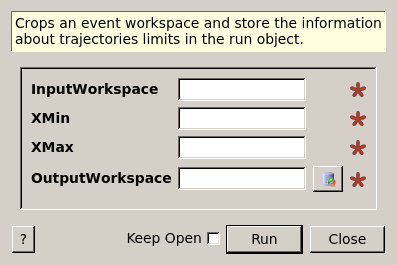 Crops an event workspace and store the information
about trajectories limits in the run object.
InputWorkspace
XMin
XMax
OutputWorkspace
? Keep Open Run Close